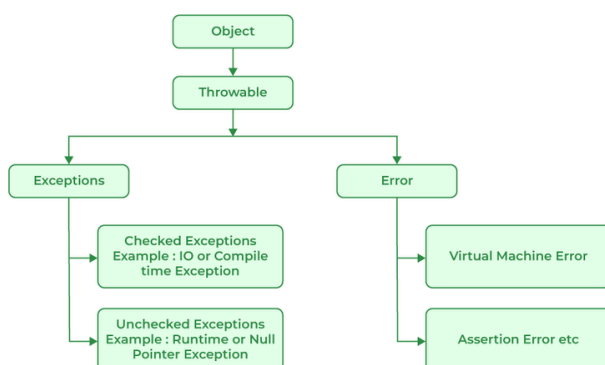 Object
Throwable
Exceptions
Error
Checked Exceptions
Example : IO or Compile
time Exception
Virtual Machine Error
Unchecked Exceptions
Example : Runtime or Null
Pointer Exception
Assertion Error etc